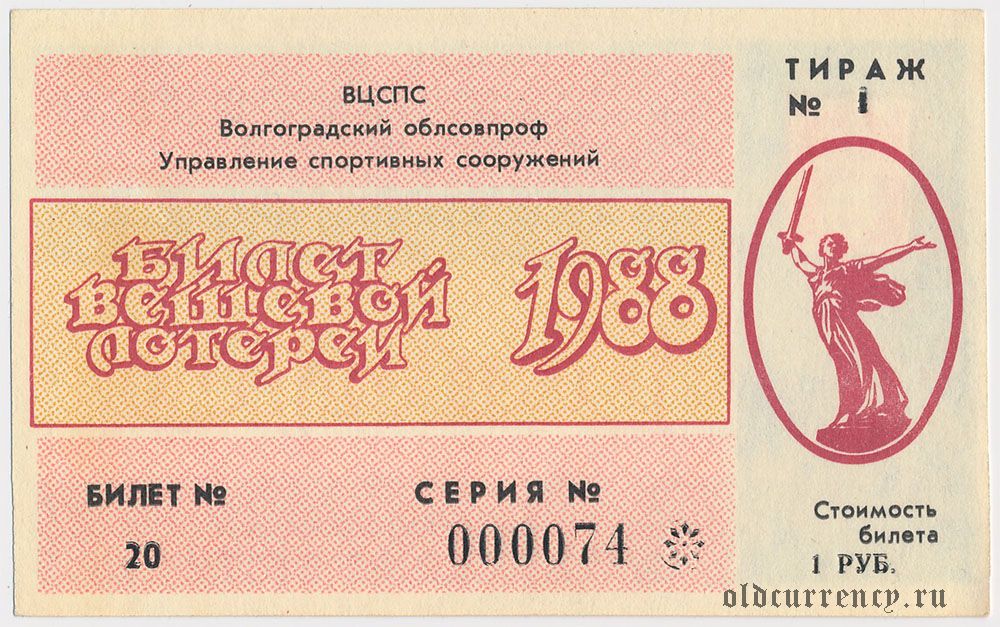 ВЦСПС
Волгоградский облсовпроф
Управление спортивных сооружений
БИЛЕТ
ВЕЩЕВОЙ
ЛОТЕРЕИ
1988
БИЛЕТ №
20
СЕРИЯ №
000074
ТИРАЖ
№ 1
Стоимость
билета
1 РУБ.
oldcurrency.ru